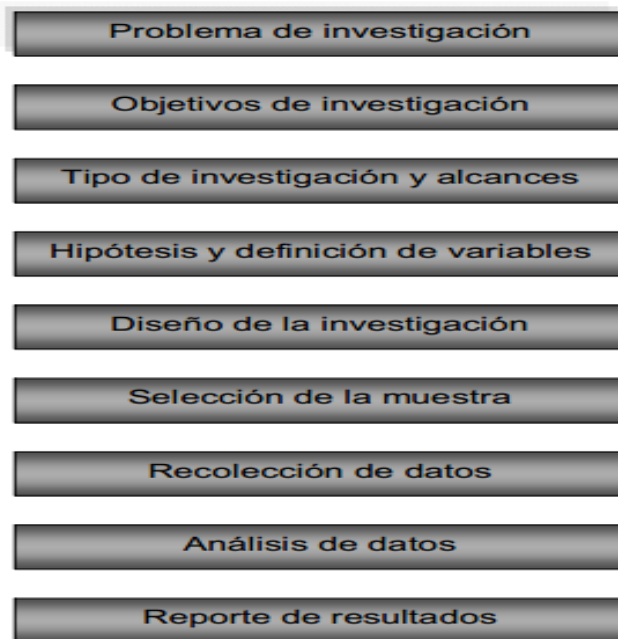 Problema de investigación
Objetivos de investigación
Tipo de investigación y alcances
Hipótesis y definición de variables
Diseño de la investigación
Selección de la muestra
Recolección de datos
Análisis de datos
Reporte de resultados